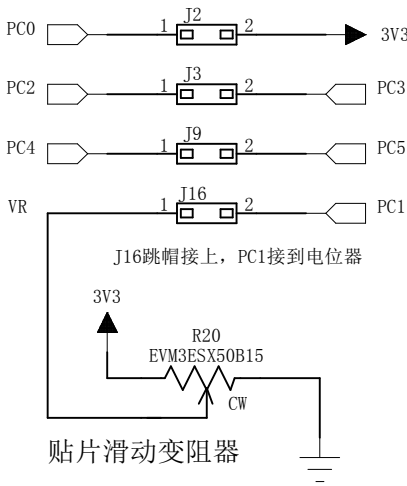 PC0 1 J2 2 3V3
PC2 1 J3 2 PC3
PC4 1 J9 2 PC5
VR 1 J16 2 PC1
J16跳帽接上，PC1接到电位器
3V3
R20
EVM3ESX50B15
CW
贴片滑动变阻器